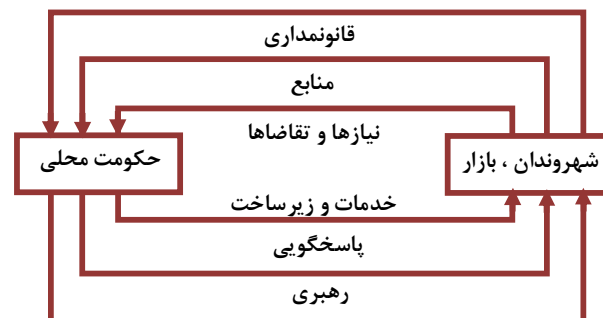 قانونمداری
منابع
نیازها و تقاضاها
شهروندان ، بازار
حکومت محلی
خدمات و زیرساخت
پاسخگویی
رهبری